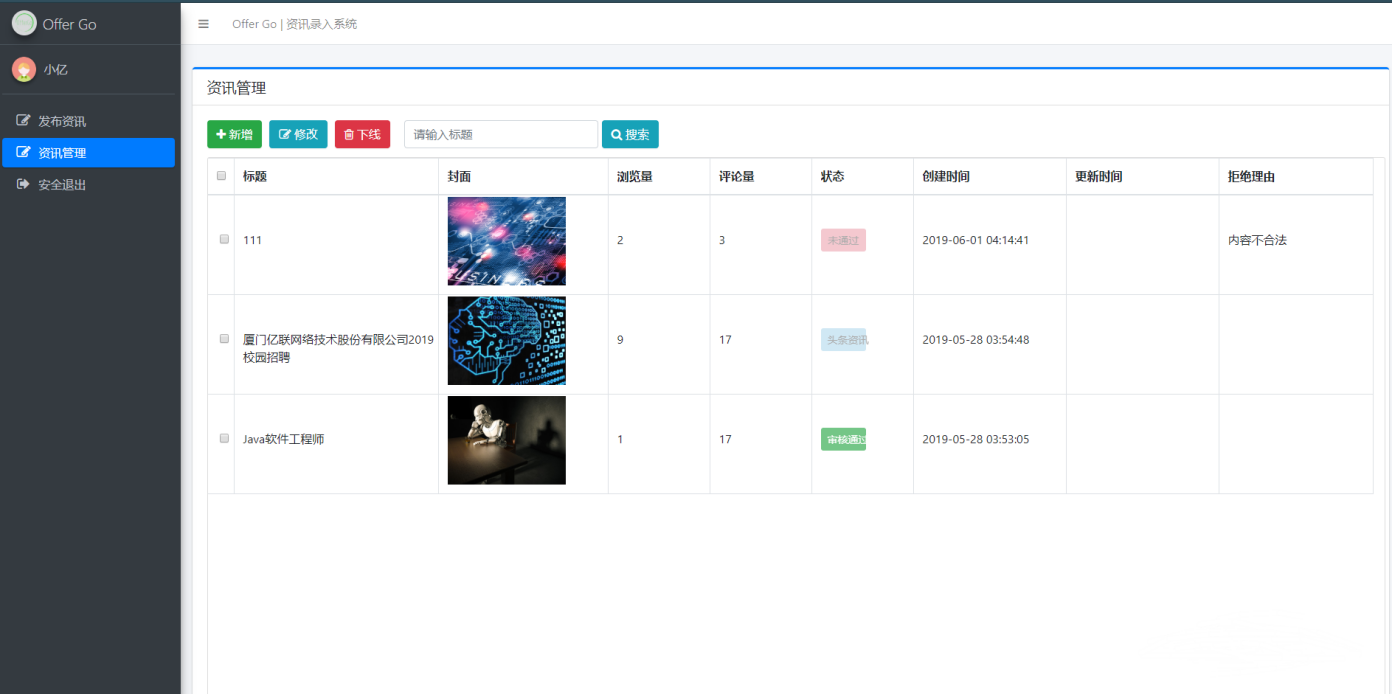 Offer Go
Offer Go | 资讯录入系统
小亿
发布资讯
资讯管理
安全退出
资讯管理
新增 修改 下线 请输入标题 搜索
标题 封面 浏览量 评论量 状态 创建时间 更新时间 拒绝理由
111 2 3 未通过 2019-06-01 04:14:41 内容不合法
厦门亿联网络技术股份有限公司2019
校园招聘
9 17 头条资讯 2019-05-28 03:54:48
Java软件工程师 1 17 审核通过 2019-05-28 03:53:05